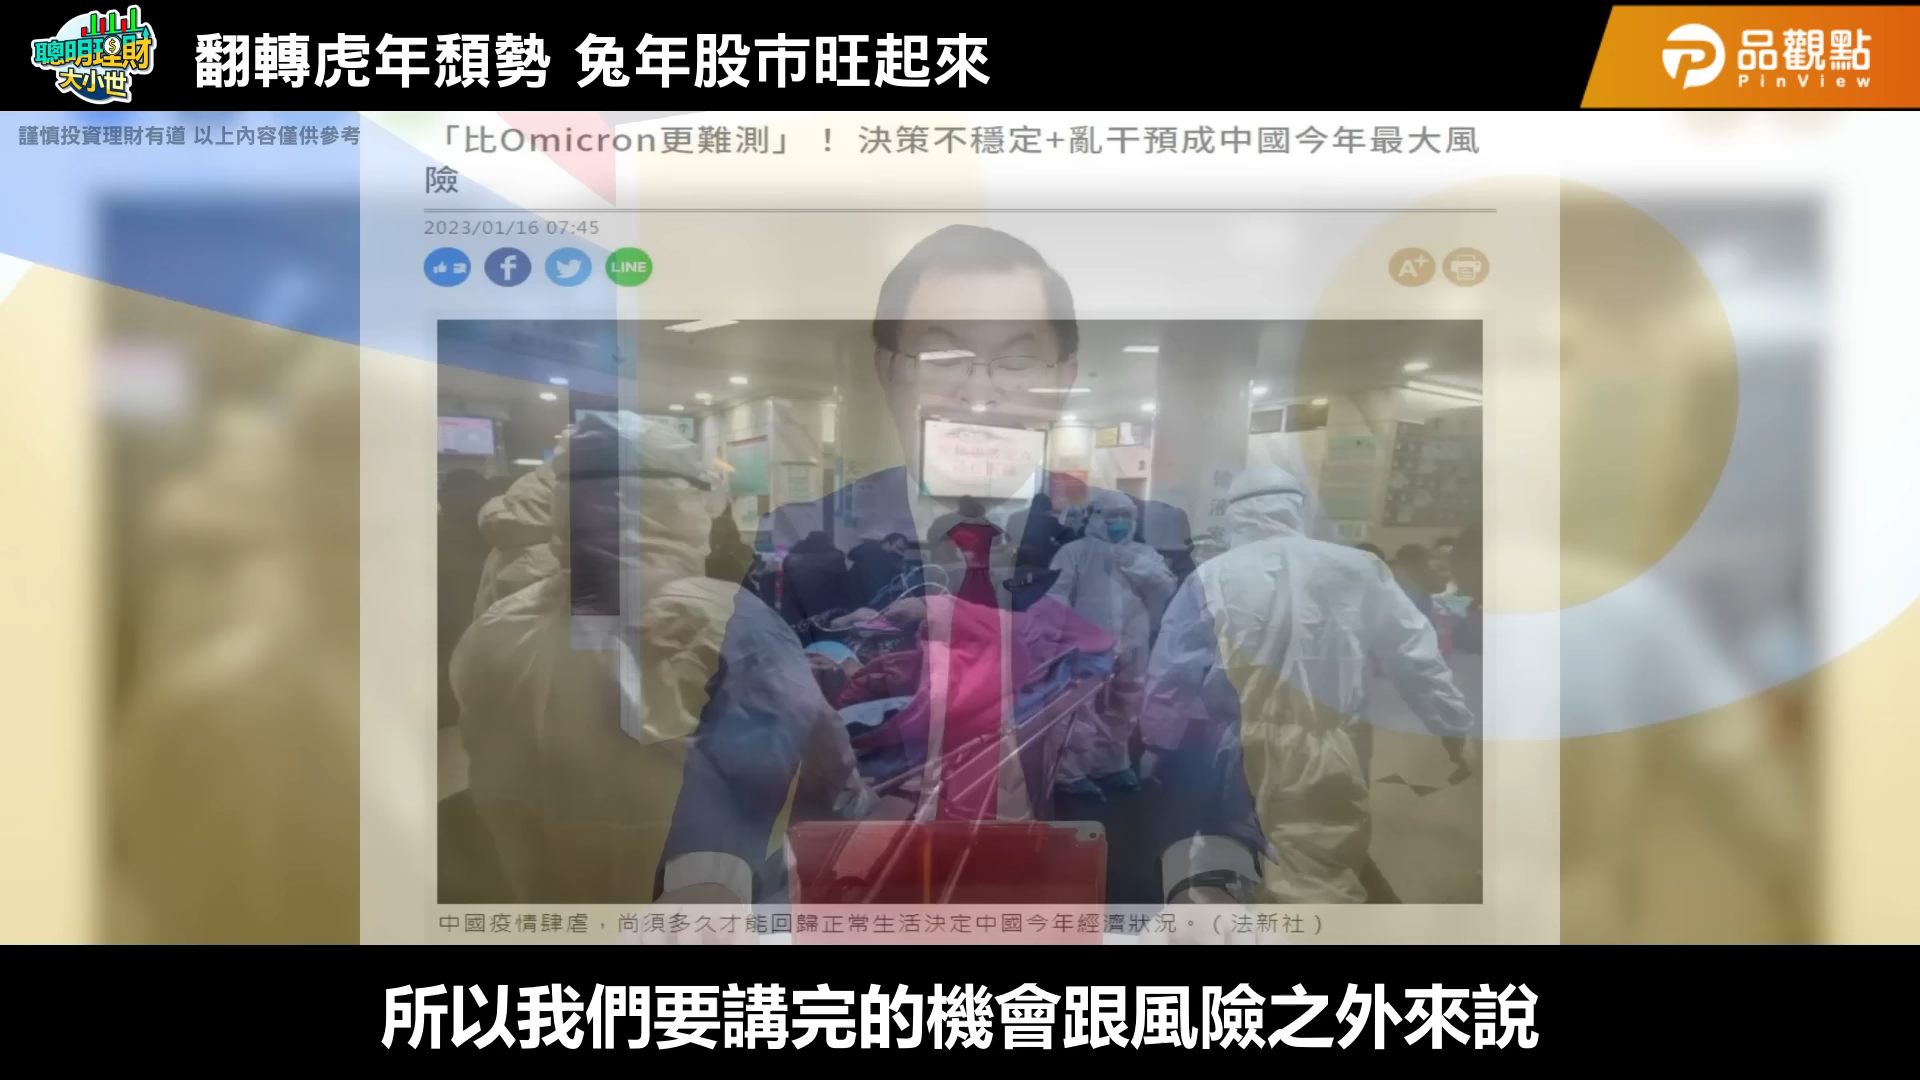 聰明理財
大小世
翻轉虎年頹勢 兔年股市旺起來
品觀點
PinView
謹慎投資理財有道 以上內容僅供參考
「比Omicron更難測」！ 決策不穩定+亂干預成中國今年最大風
險
2023/01/16 07:45
LINE
A+
中國疫情肆虐，尚須多久才能回歸正常生活決定中國今年經濟狀況。（法新社）
所以我們要講完的機會跟風險之外來說